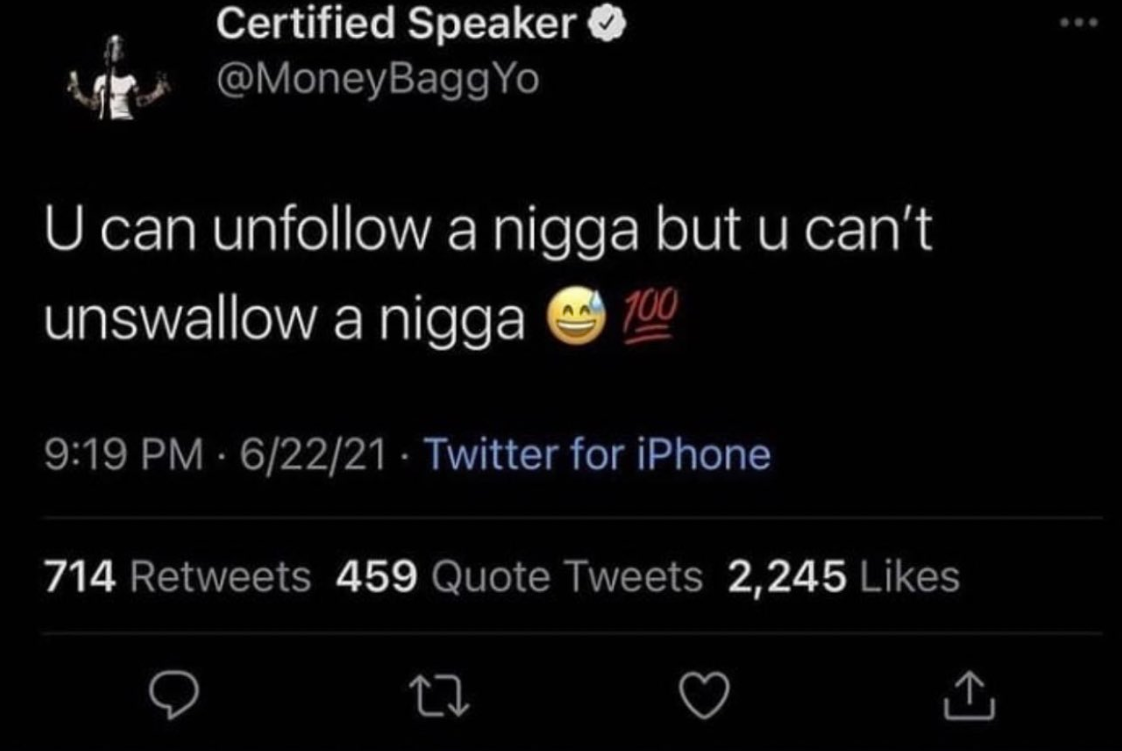 Certified Speaker
@MoneyBaggYo
U can unfollow a nigga but u can't
unswallow a nigga 😅 💯
9:19 PM · 6/22/21 · Twitter for iPhone
714 Retweets 459 Quote Tweets 2,245 Likes